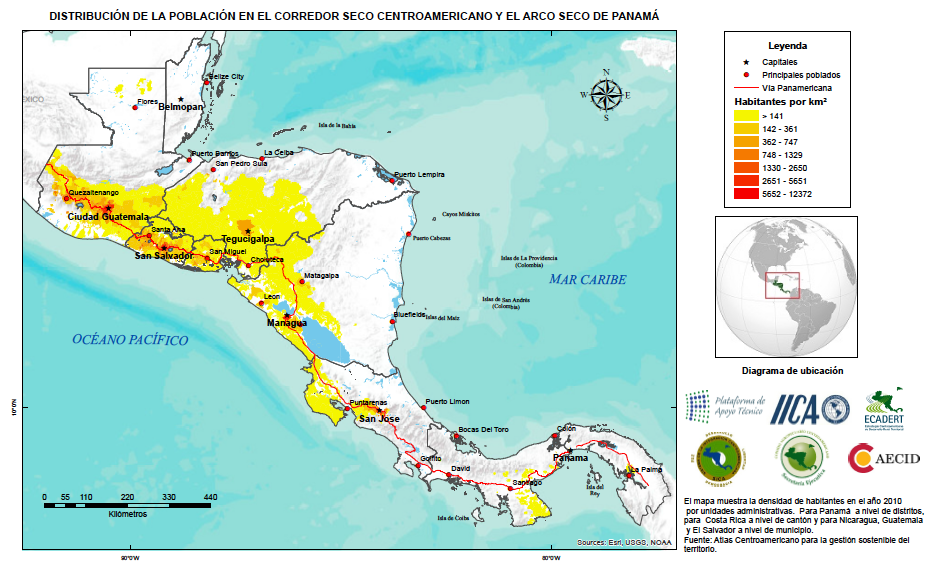 DISTRIBUCIÓN DE LA POBLACIÓN EN EL CORREDOR SECO CENTROAMERICANO Y EL ARCO SECO DE PANAMÁ
Leyenda
Capitales
Principales poblados
Vía Panamericana
Habitantes por km²
> 141
142 - 361
362 - 747
748 - 1329
1330 - 2650
2651 - 5651
5652 - 12372
N
W E
S
MÉXICO
Belize City
Flores
Belmopan
Isla de la Bahía
Puerto Barrios
La Ceiba
San Pedro Sula
Puerto Lempira
Quezaltenango
Ciudad Guatemala
Cayos Miskitos
Santa Ana
Tegucigalpa
Puerto Cabezas
San Salvador
San Miguel
Choluteca
Islas de La Providencia
(Colombia)
Matagalpa
MAR CARIBE
Leon
Islas de San Andrés
(Colombia)
Managua
Bluefields
Islas del Maíz
OCÉANO PACÍFICO
Puntarenas
Puerto Limon
San Jose
Bocas Del Toro
Colón
Panama
Golfito
David
La Palma
Santiago
Isla del
Rey
Isla de Coiba
10°0'N
0 55 110 220 330 440
Kilómetros
Sources: Esri, USGS, NOAA
90°0'W
80°0'W
Diagrama de ubicación
Plataforma de
Apoyo Técnico
IICA
ECADERT
AECID
El mapa muestra la densidad de habitantes en el año 2010
por unidades administrativas. Para Panamá a nivel de distritos,
para Costa Rica a nivel de cantón y para Nicaragua, Guatemala
y El Salvador a nivel de municipio.
Fuente: Atlas Centroamericano para la gestión sostenible del
territorio.